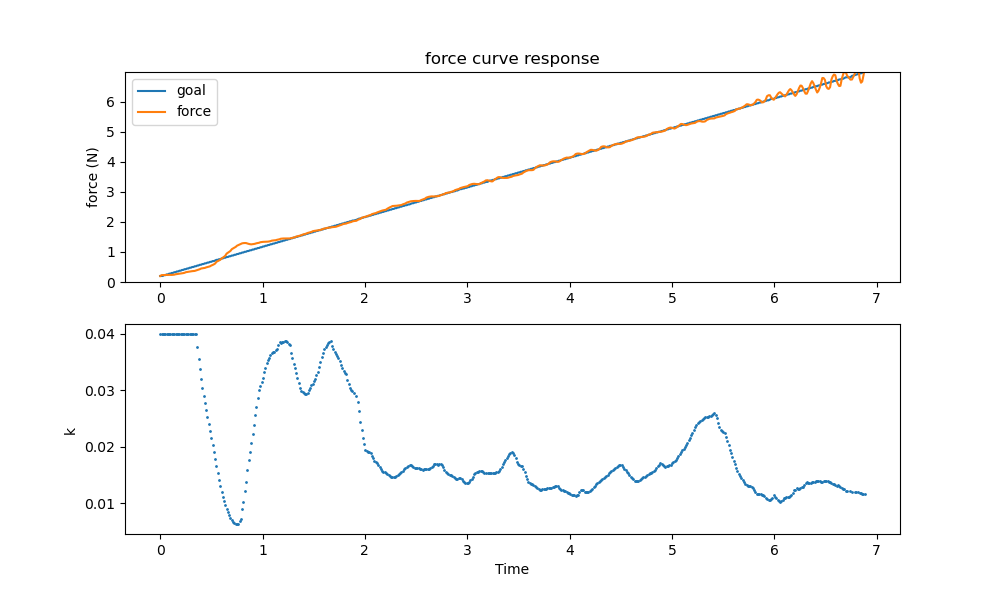 force curve response
goal
force
force (N)
6
5
4
3
2
1
0
0 1 2 3 4 5 6 7
k
0.04
0.03
0.02
0.01
0 1 2 3 4 5 6 7
Time